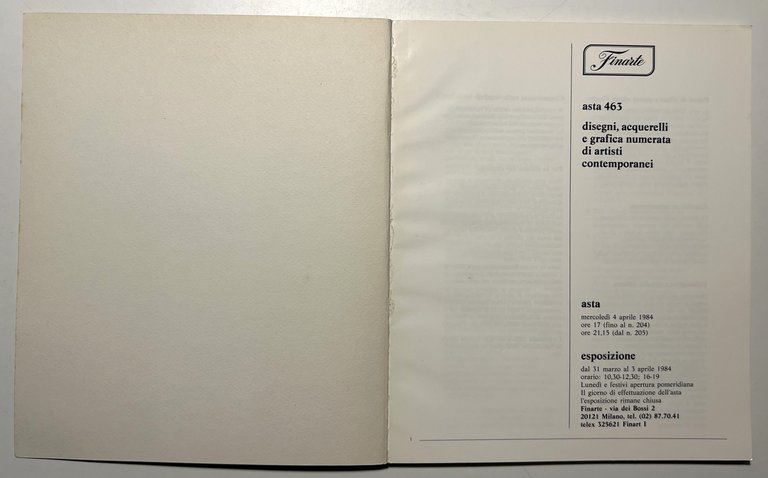 Finarte
asta 463
disegni, acquerelli
e grafica numerata
di artisti
contemporanei
asta
mercoledì 4 aprile 1984
ore 17 (fino al n. 204)
ore 21,15 (dal n. 205)
esposizione
dal 31 marzo al 3 aprile 1984
orario: 10,30-12,30; 16-19
Lunedì e festivi apertura pomeridiana
Il giorno di effettuazione dell'asta
l'esposizione rimane chiusa
Finarte - via dei Bossi 2
20121 Milano, tel. (02) 87.70.41
telex 325621 Finart I
1